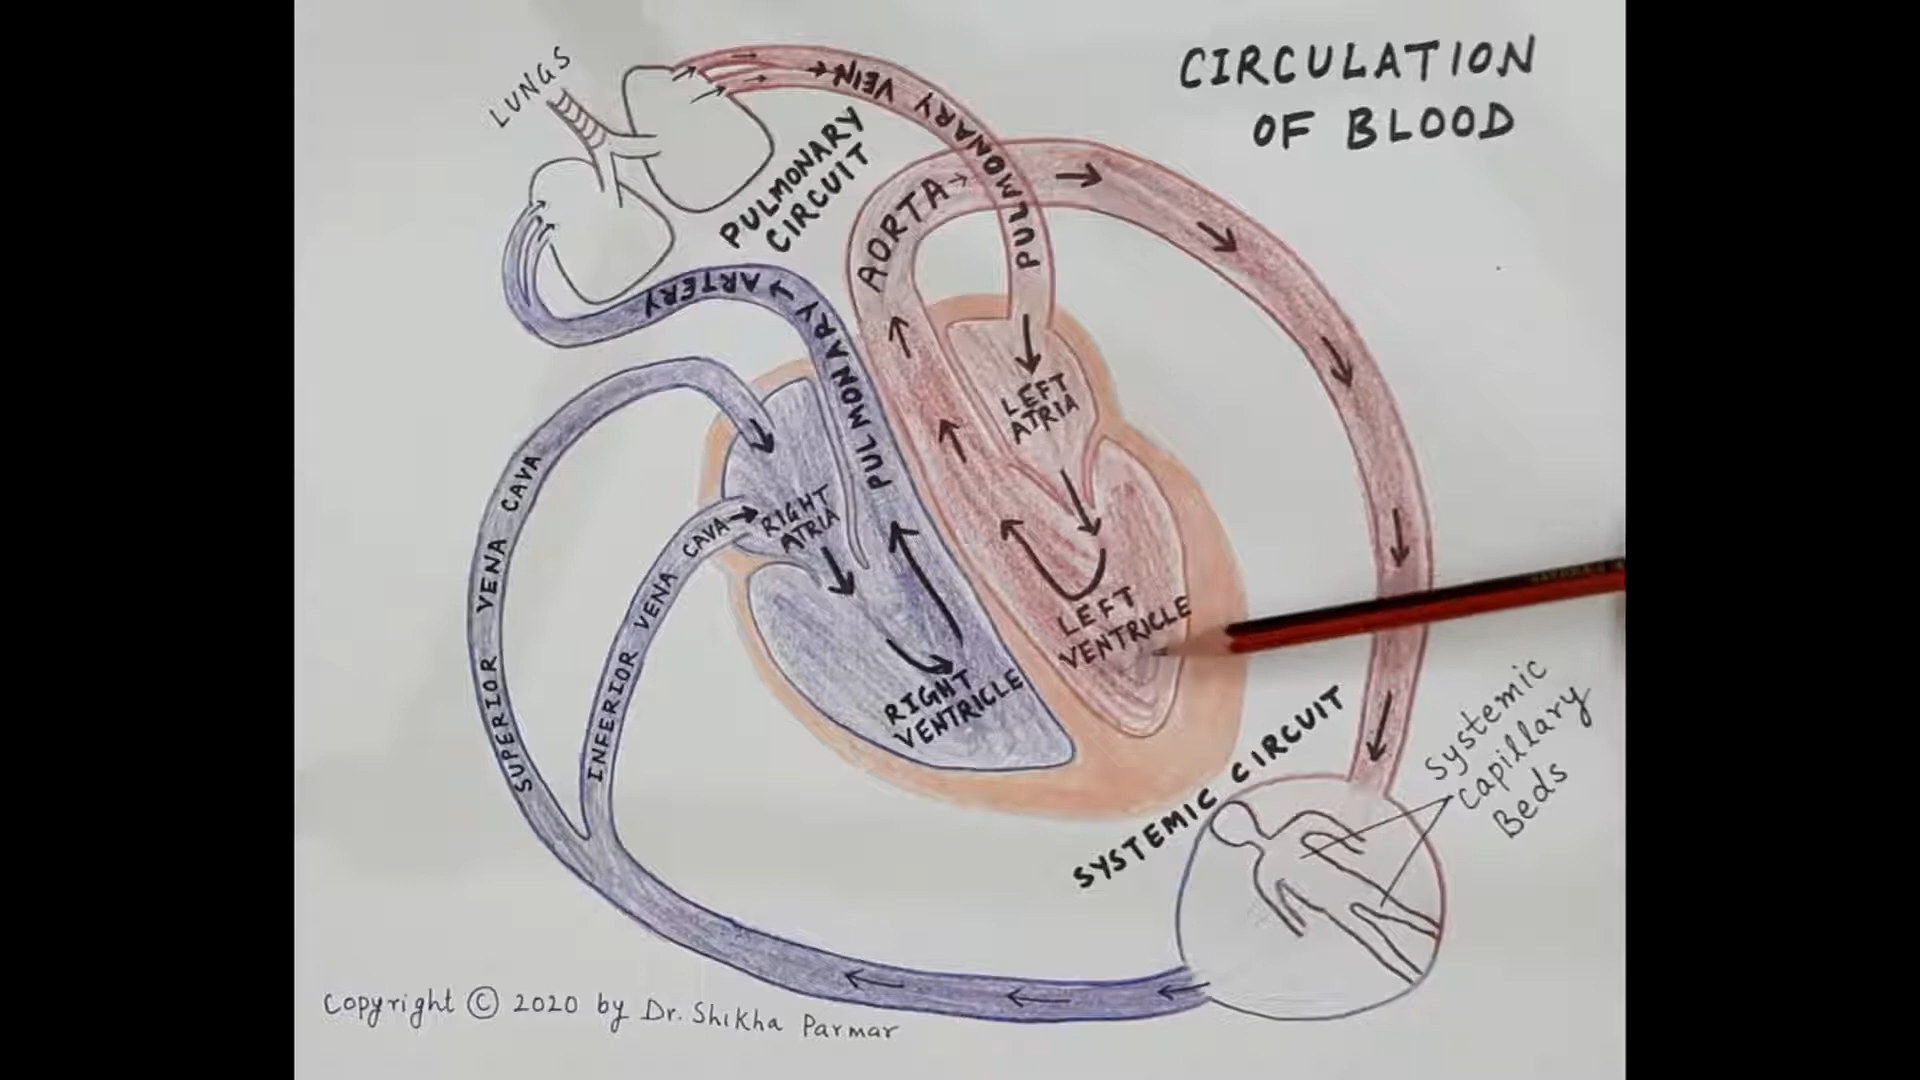 CIRCULATION
OF BLOOD
LUNGS
PULMONARY VEIN
PULMONARY
CIRCUIT
AORTA
PULMONARY ARTERY
LEFT
ATRIA
RIGHT
ATRIA
SUPERIOR VENA CAVA
INFERIOR VENA CAVA
LEFT
VENTRICLE
RIGHT
VENTRICLE
SYSTEMIC CIRCUIT
Systemic
Capillary
Beds
Copyright © 2020 by Dr. Shikha Parmar